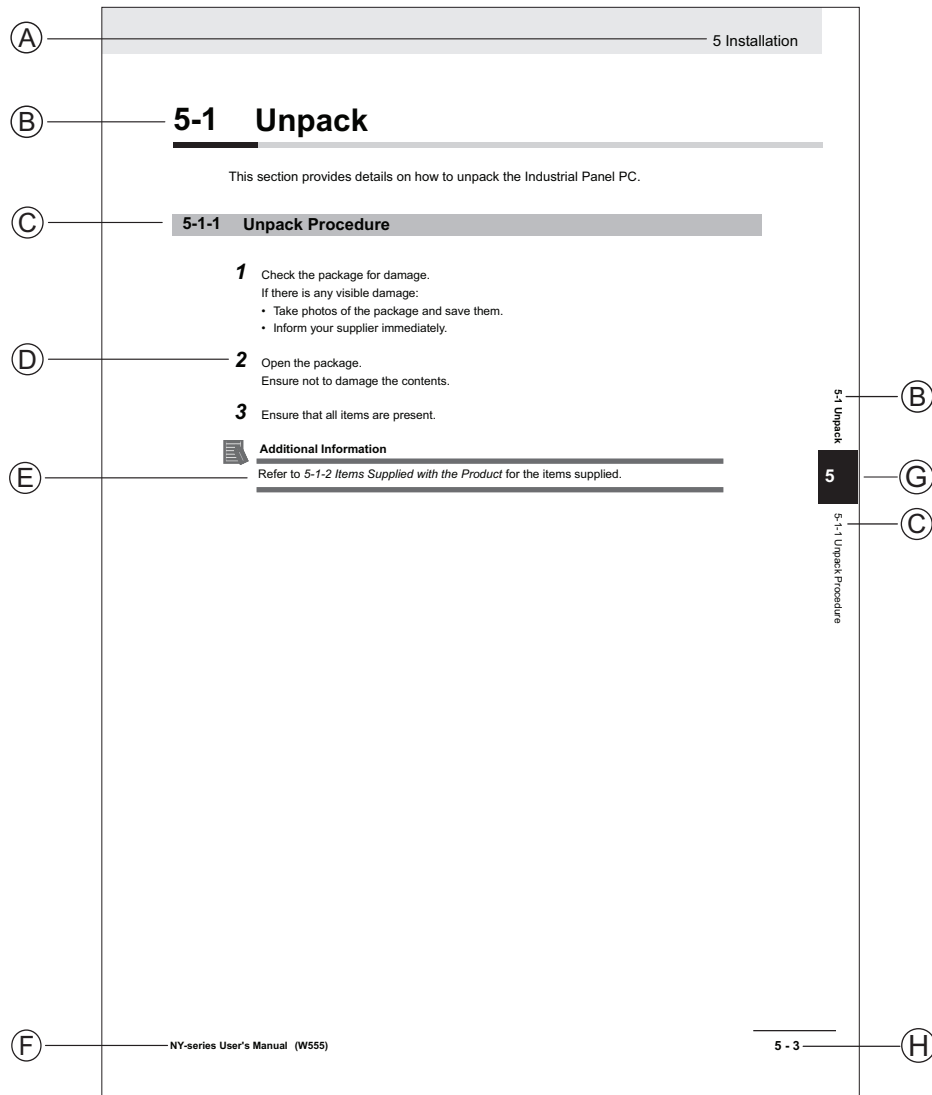 A
5 Installation
B
5-1 Unpack
This section provides details on how to unpack the Industrial Panel PC.
C
5-1-1 Unpack Procedure
1 Check the package for damage.
If there is any visible damage:
• Take photos of the package and save them.
• Inform your supplier immediately.
D
2 Open the package.
Ensure not to damage the contents.
3 Ensure that all items are present.
Additional Information
E
Refer to 5-1-2 Items Supplied with the Product for the items supplied.
5-1 Unpack
B
5
G
5-1-1 Unpack Procedure
C
F
NY-series User's Manual (W555)
5 - 3
H